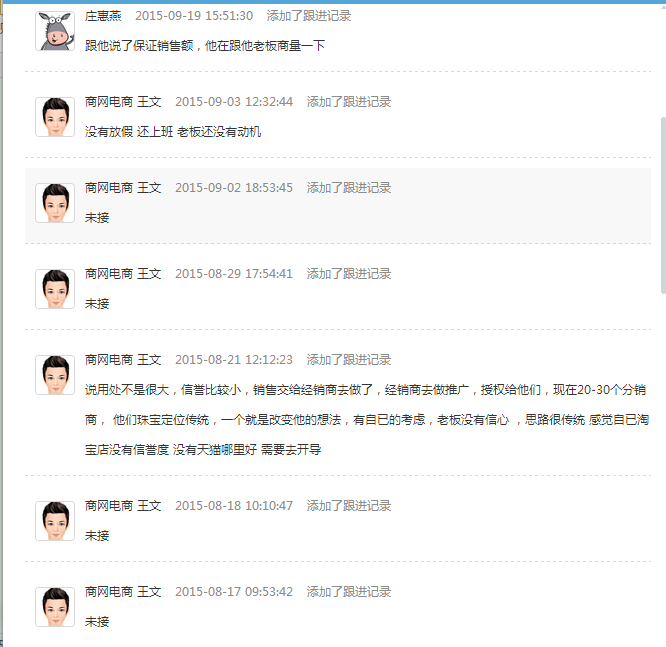 庄惠燕 2015-09-19 15:51:30 添加了跟进记录
跟他说了保证销售额，他在跟他老板商量一下
商网电商 王文 2015-09-03 12:32:44 添加了跟进记录
没有放假 还上班 老板还没有动机
商网电商 王文 2015-09-02 18:53:45 添加了跟进记录
未接
商网电商 王文 2015-08-29 17:54:41 添加了跟进记录
未接
商网电商 王文 2015-08-21 12:12:23 添加了跟进记录
说用处不是很大，信誉比较小，销售交给经销商去做了，经销商去做推广，授权给他们，现在20-30个分销
商， 他们珠宝定位传统，一个就是改变他的想法，有自已的考虑，老板没有信心 ，思路很传统 感觉自已淘
宝店没有信誉度 没有天猫哪里好 需要去开导
商网电商 王文 2015-08-18 10:10:47 添加了跟进记录
未接
商网电商 王文 2015-08-17 09:53:42 添加了跟进记录
未接